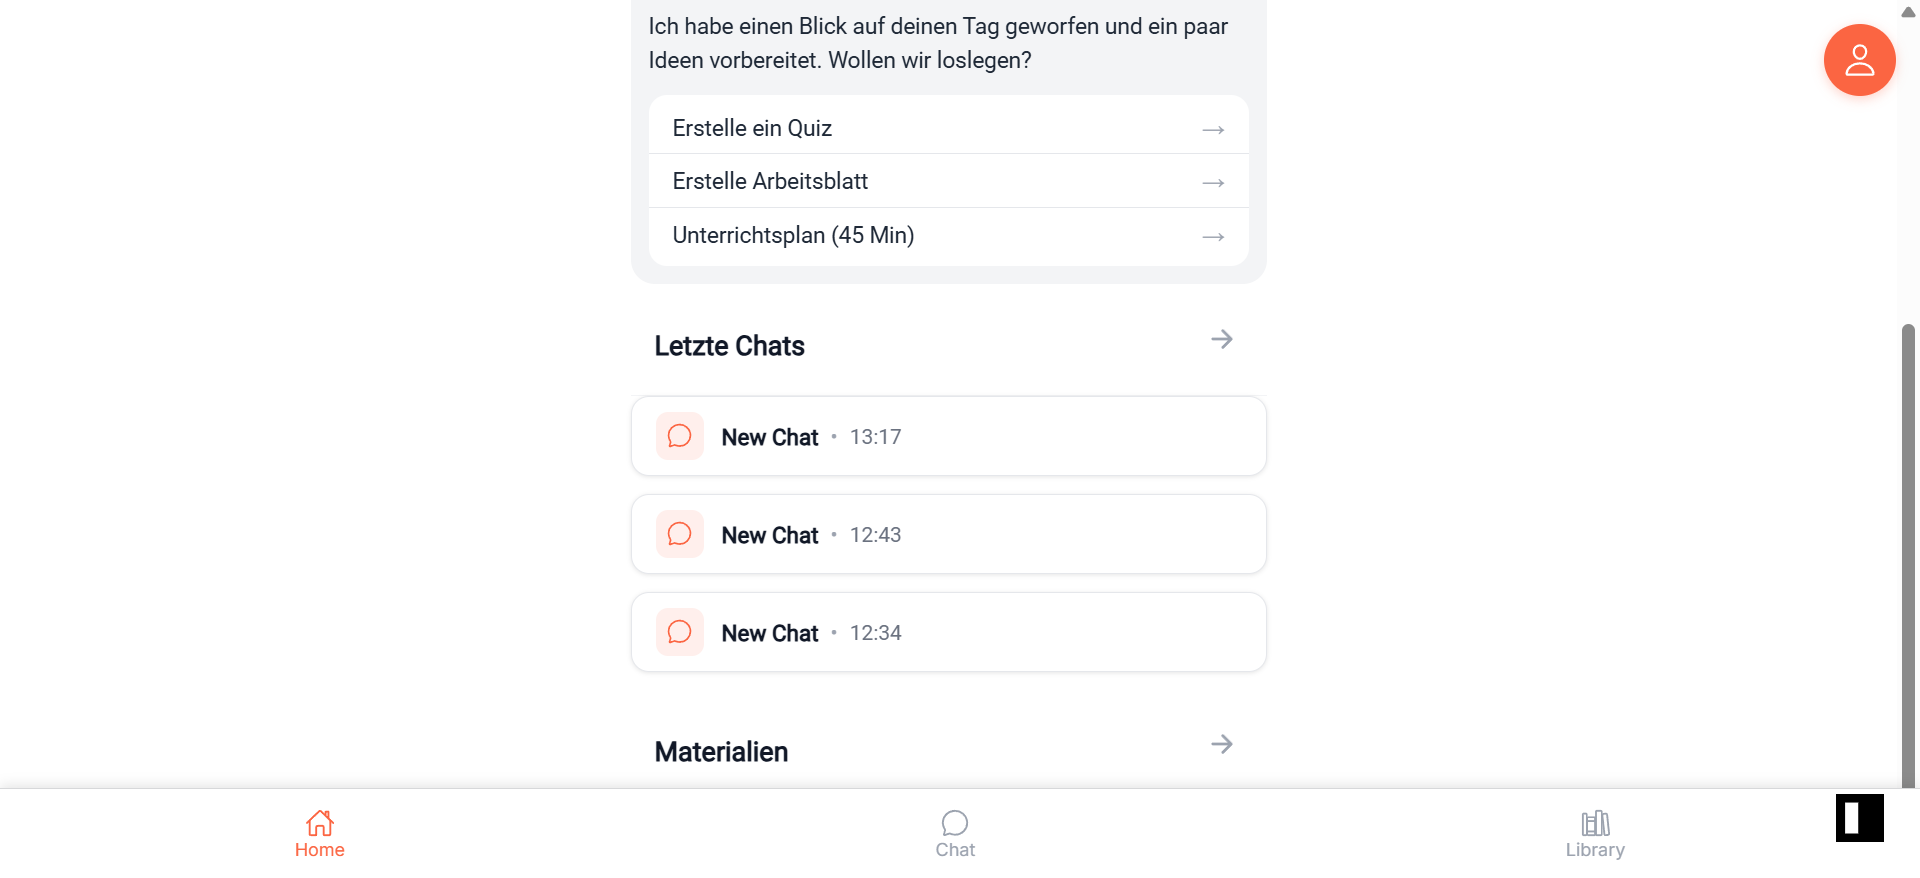 Ich habe einen Blick auf deinen Tag geworfen und ein paar
Ideen vorbereitet. Wollen wir loslegen?
Erstelle ein Quiz →
Erstelle Arbeitsblatt →
Unterrichtsplan (45 Min) →
Letzte Chats →
New Chat • 13:17
New Chat • 12:43
New Chat • 12:34
Materialien →
Home
Chat
Library